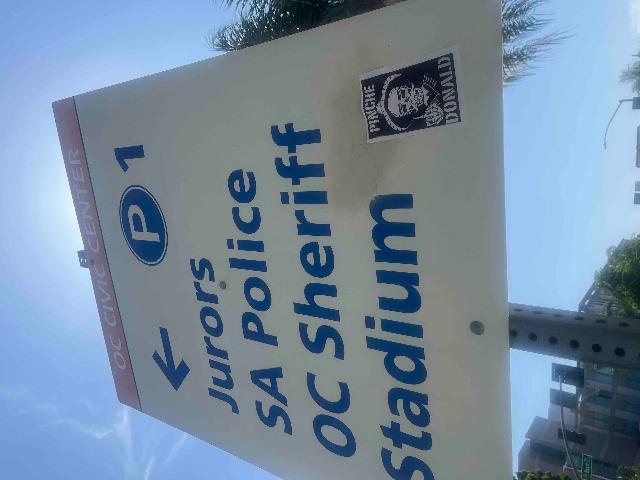 OC CIVIC CENTER
P 1
Jurors
SA Police
OC Sheriff
Stadium
PINCHE
DONALD